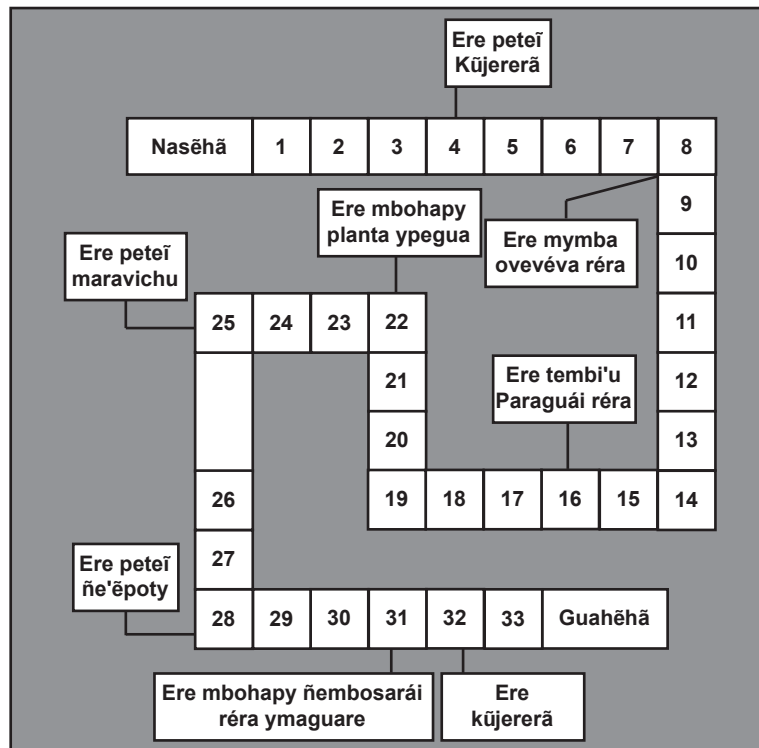 Ere peteĩ
Kũjererã
Nasẽhã 1 2 3 4 5 6 7 8
9
Ere mbohapy
planta ypegua
Ere mymba
ovevéva réra
10
Ere peteĩ
maravichu
25 24 23 22
11
21
Ere tembi'u
Paraguái réra
12
20
13
26
19 18 17 16 15 14
27
Ere peteĩ
ñe'ẽpoty
28 29 30 31 32 33 Guahẽhã
Ere mbohapy ñembosarái
réra ymaguare
Ere
kũjererã